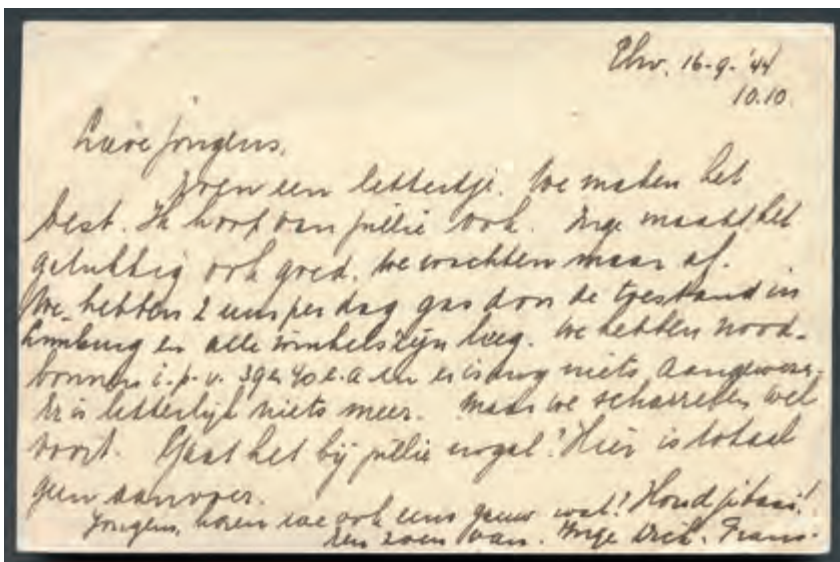 Ehv. 16-9-'44
10.10.
Lieve jongens,
Even een lettertje. We maken het
best. Ik hoop van jullie ook. Inge maakt het
gelukkig ook goed. We wachten maar af.
We hebben 2 uur per dag gas door de toestand in
Limburg en alle winkels zijn leeg. We hebben nood-
bonnen i.p.v. 39 en 40 e.a. en er is nog niets aangewezen.
Er is letterlijk niets meer. Maar we scharrelen wel
voort. Gaat het bij jullie nogal? Hier is totaal
geen aanvoer.
Jongens, horen we ook eens gauw wat? Houd je taai!
Een zoen van. Inge Dick. Frans.